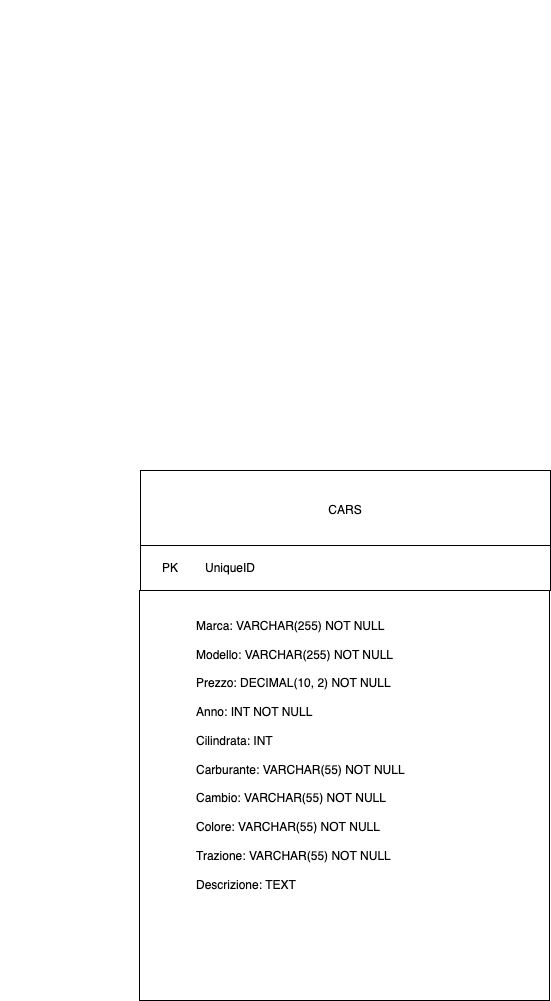 CARS
PK UniqueID
Marca: VARCHAR(255) NOT NULL
Modello: VARCHAR(255) NOT NULL
Prezzo: DECIMAL(10, 2) NOT NULL
Anno: INT NOT NULL
Cilindrata: INT
Carburante: VARCHAR(55) NOT NULL
Cambio: VARCHAR(55) NOT NULL
Colore: VARCHAR(55) NOT NULL
Trazione: VARCHAR(55) NOT NULL
Descrizione: TEXT